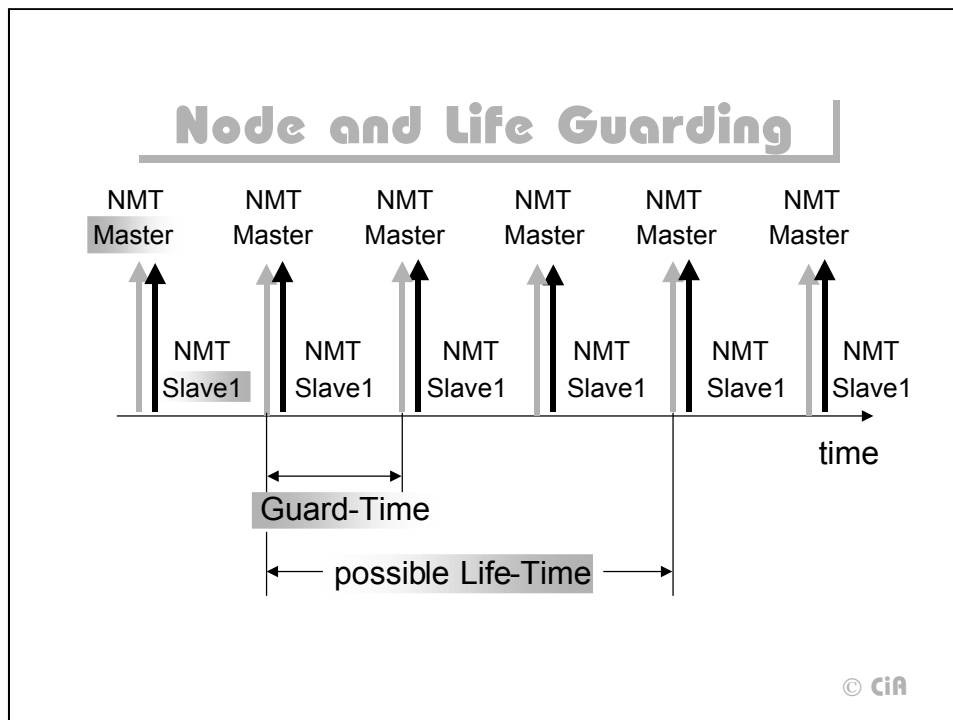 Node and Life Guarding
NMT NMT NMT NMT NMT NMT
Master Master Master Master Master Master
NMT NMT NMT NMT NMT NMT
Slave1 Slave1 Slave1 Slave1 Slave1 Slave1
time
Guard-Time
possible Life-Time
© CiA